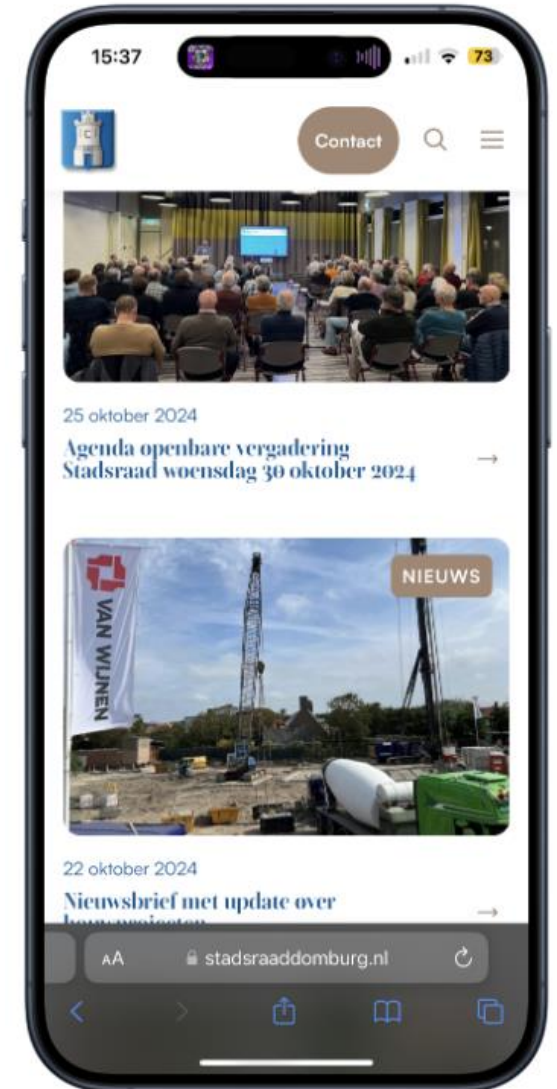 15:37
73
Contact
25 oktober 2024
Agenda openbare vergadering
Stadsraad woensdag 30 oktober 2024
VAN WIJNEN
NIEUWS
22 oktober 2024
Nieuwsbrief met update over
bouwprojecten
AA
stadsraaddomburg.nl